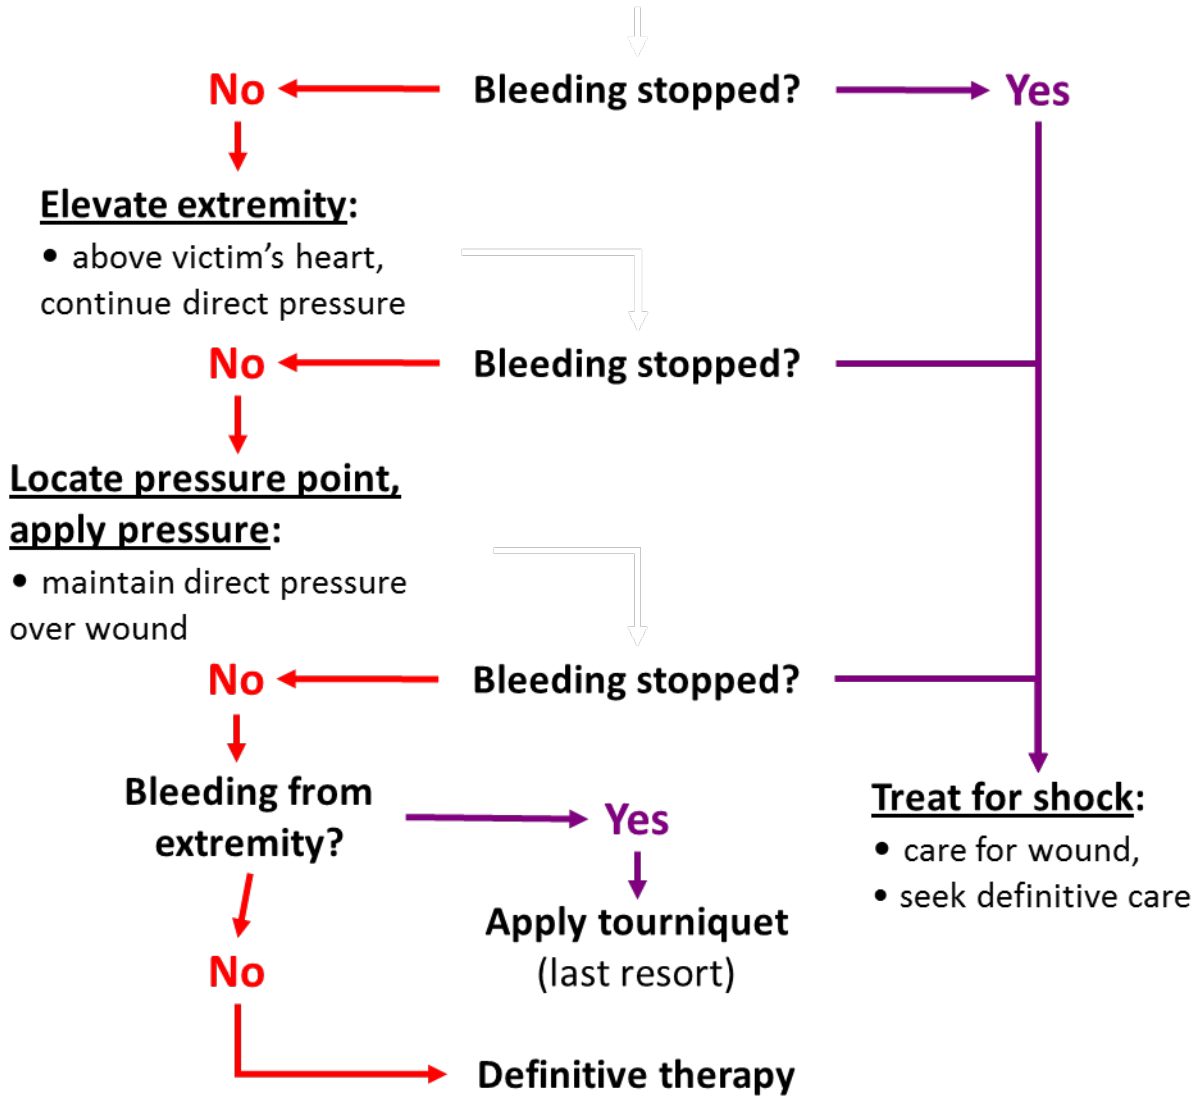 No
Bleeding stopped?
Yes
Elevate extremity:
• above victim’s heart,
continue direct pressure
No
Bleeding stopped?
Locate pressure point,
apply pressure:
• maintain direct pressure
over wound
No
Bleeding stopped?
Bleeding from
extremity?
Yes
Apply tourniquet
(last resort)
Treat for shock:
• care for wound,
• seek definitive care
No
Definitive therapy